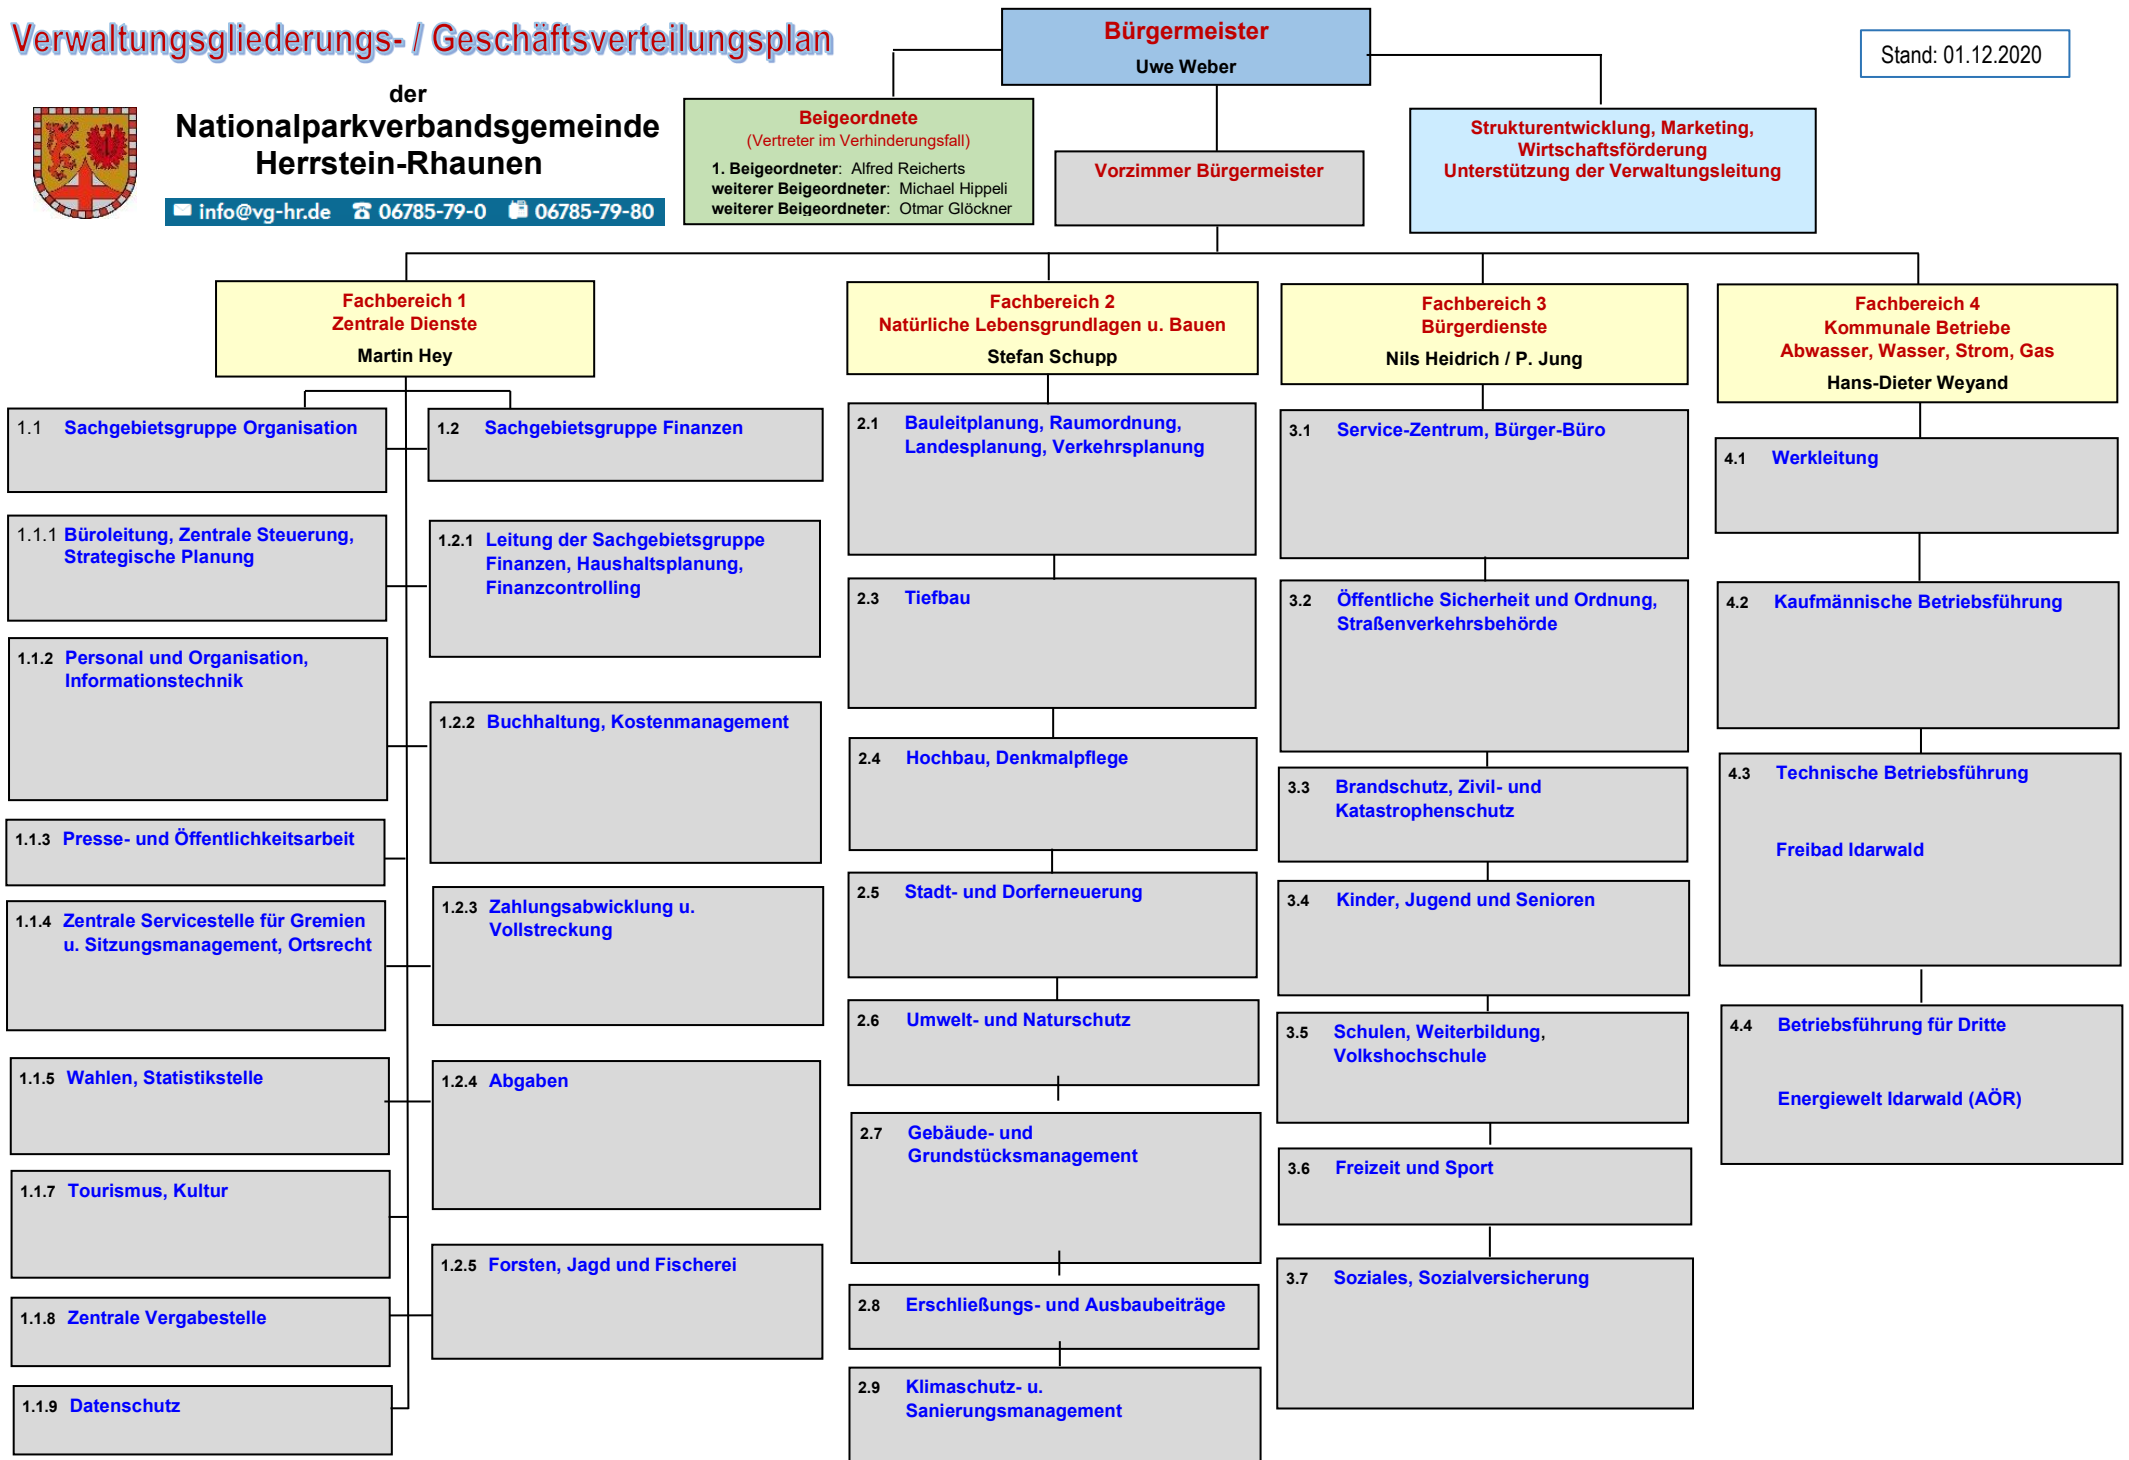 Verwaltungsgliederungs- / Geschäftsverteilungsplan
der
Nationalparkverbandsgemeinde
Herrstein-Rhaunen
info@vg-hr.de 06785-79-0 06785-79-80
Bürgermeister
Uwe Weber
Stand: 01.12.2020
Beigeordnete
(Vertreter im Verhinderungsfall)
1. Beigeordneter: Alfred Reicherts
weiterer Beigeordneter: Michael Hippeli
weiterer Beigeordneter: Otmar Glöckner
Vorzimmer Bürgermeister
Strukturentwicklung, Marketing,
Wirtschaftsförderung
Unterstützung der Verwaltungsleitung
Fachbereich 1
Zentrale Dienste
Martin Hey
1.1 Sachgebietsgruppe Organisation
1.1.1 Büroleitung, Zentrale Steuerung,
Strategische Planung
1.1.2 Personal und Organisation,
Informationstechnik
1.1.3 Presse- und Öffentlichkeitsarbeit
1.1.4 Zentrale Servicestelle für Gremien
u. Sitzungsmanagement, Ortsrecht
1.1.5 Wahlen, Statistikstelle
1.1.7 Tourismus, Kultur
1.1.8 Zentrale Vergabestelle
1.1.9 Datenschutz
1.2 Sachgebietsgruppe Finanzen
1.2.1 Leitung der Sachgebietsgruppe
Finanzen, Haushaltsplanung,
Finanzcontrolling
1.2.2 Buchhaltung, Kostenmanagement
1.2.3 Zahlungsabwicklung u.
Vollstreckung
1.2.4 Abgaben
1.2.5 Forsten, Jagd und Fischerei
Fachbereich 2
Natürliche Lebensgrundlagen u. Bauen
Stefan Schupp
2.1 Bauleitplanung, Raumordnung,
Landesplanung, Verkehrsplanung
2.3 Tiefbau
2.4 Hochbau, Denkmalpflege
2.5 Stadt- und Dorferneuerung
2.6 Umwelt- und Naturschutz
2.7 Gebäude- und
Grundstücksmanagement
2.8 Erschließungs- und Ausbaubeiträge
2.9 Klimaschutz- u.
Sanierungsmanagement
Fachbereich 3
Bürgerdienste
Nils Heidrich / P. Jung
3.1 Service-Zentrum, Bürger-Büro
3.2 Öffentliche Sicherheit und Ordnung,
Straßenverkehrsbehörde
3.3 Brandschutz, Zivil- und
Katastrophenschutz
3.4 Kinder, Jugend und Senioren
3.5 Schulen, Weiterbildung,
Volkshochschule
3.6 Freizeit und Sport
3.7 Soziales, Sozialversicherung
Fachbereich 4
Kommunale Betriebe
Abwasser, Wasser, Strom, Gas
Hans-Dieter Weyand
4.1 Werkleitung
4.2 Kaufmännische Betriebsführung
4.3 Technische Betriebsführung
Freibad Idarwald
4.4 Betriebsführung für Dritte
Energiewelt Idarwald (AÖR)